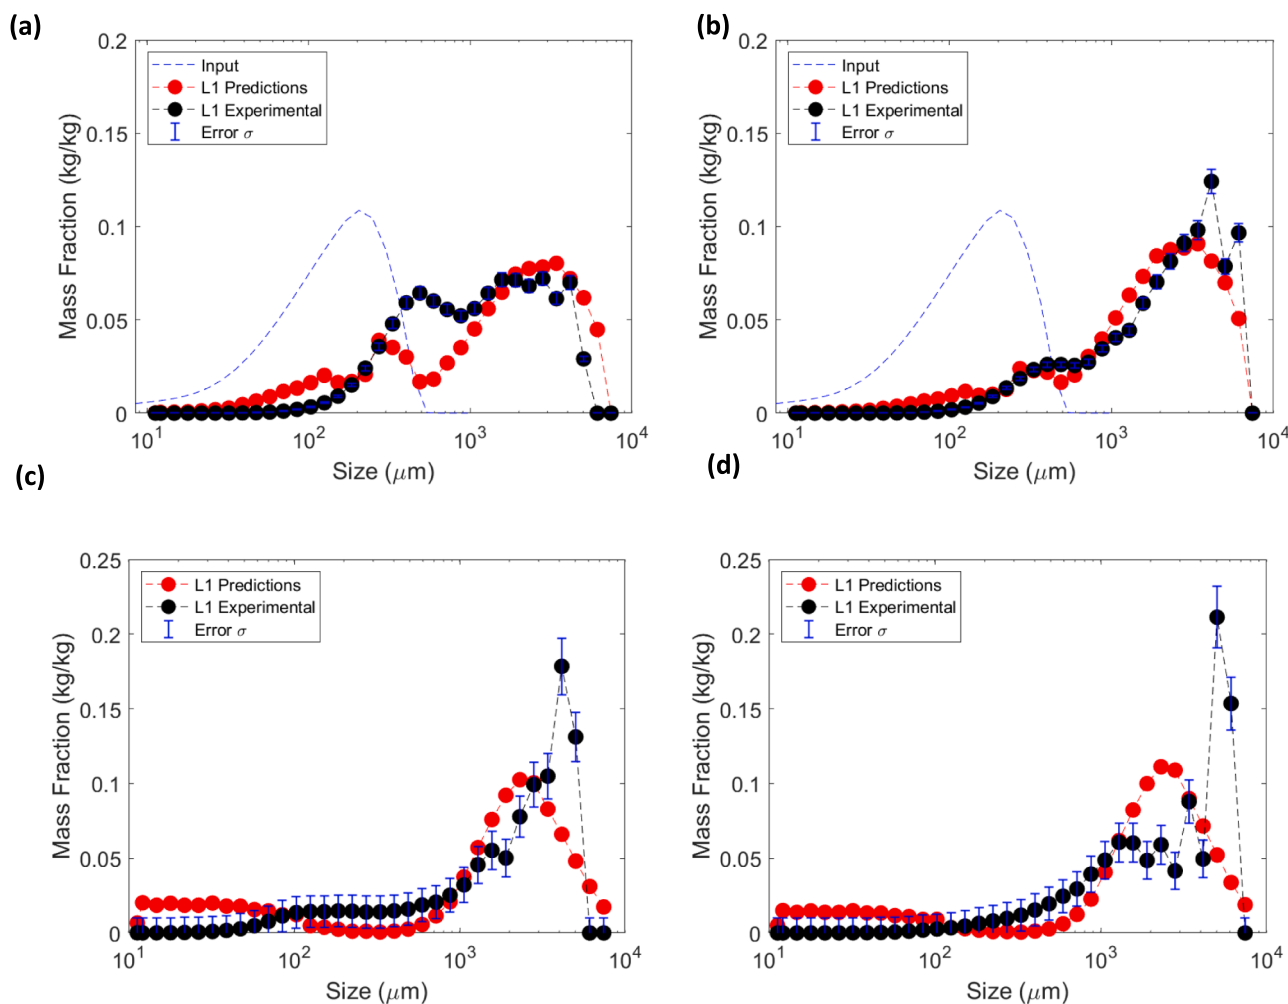 (a)
0.2
0.15
0.1
0.05
0
Mass Fraction (kg/kg)
Input
L1 Predictions
L1 Experimental
Error σ
10¹ 10² 10³ 10⁴
Size (μm)
(b)
0.2
0.15
0.1
0.05
0
Mass Fraction (kg/kg)
Input
L1 Predictions
L1 Experimental
Error σ
10¹ 10² 10³ 10⁴
Size (μm)
(c)
0.25
0.2
0.15
0.1
0.05
0
Mass Fraction (kg/kg)
L1 Predictions
L1 Experimental
Error σ
10¹ 10² 10³ 10⁴
Size (μm)
(d)
0.25
0.2
0.15
0.1
0.05
0
Mass Fraction (kg/kg)
L1 Predictions
L1 Experimental
Error σ
10¹ 10² 10³ 10⁴
Size (μm)